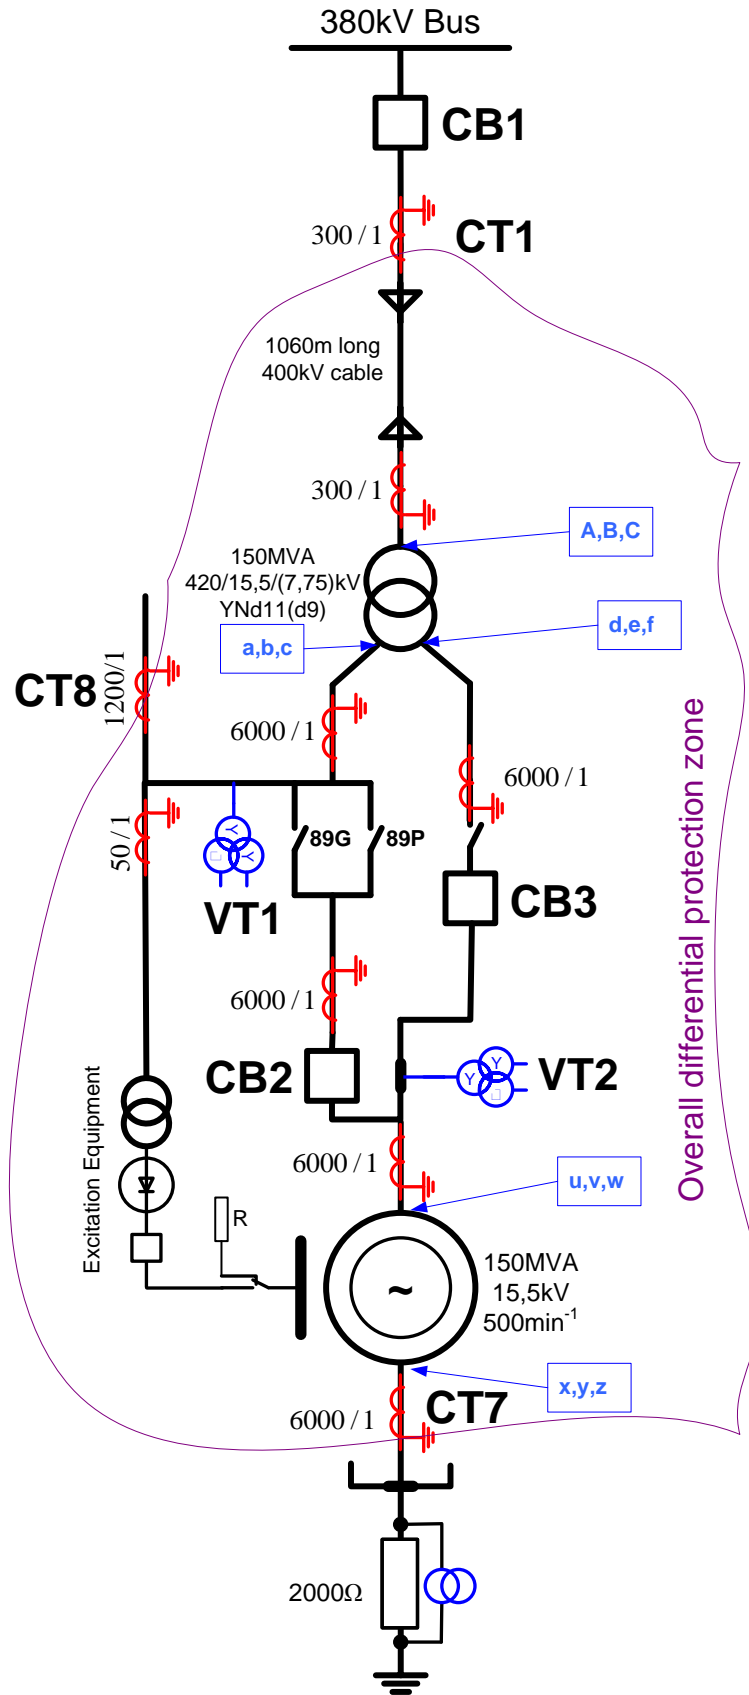 380kV Bus
CB1
300 / 1
CT1
1060m long
400kV cable
300 / 1
A,B,C
150MVA
420/15,5/(7,75)kV
YNd11(d9)
a,b,c
d,e,f
CT8
1200/1
6000 / 1
6000 / 1
50/1
Y
Y
89G
89P
VT1
CB3
6000 / 1
CB2
Y
Y
VT2
Overall differential protection zone
6000 / 1
u,v,w
Excitation Equipment
R
~
150MVA
15,5kV
500min-1
x,y,z
CT7
6000 / 1
2000Ω